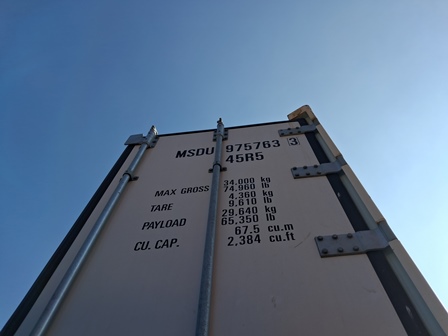 MSDU 975763 3
45R5
MAX GROSS 34.000 kg
74.960 lb
TARE 4.360 kg
9.610 lb
PAYLOAD 29.640 kg
65.350 lb
CU. CAP. 67.5 cu.m
2.384 cu.ft